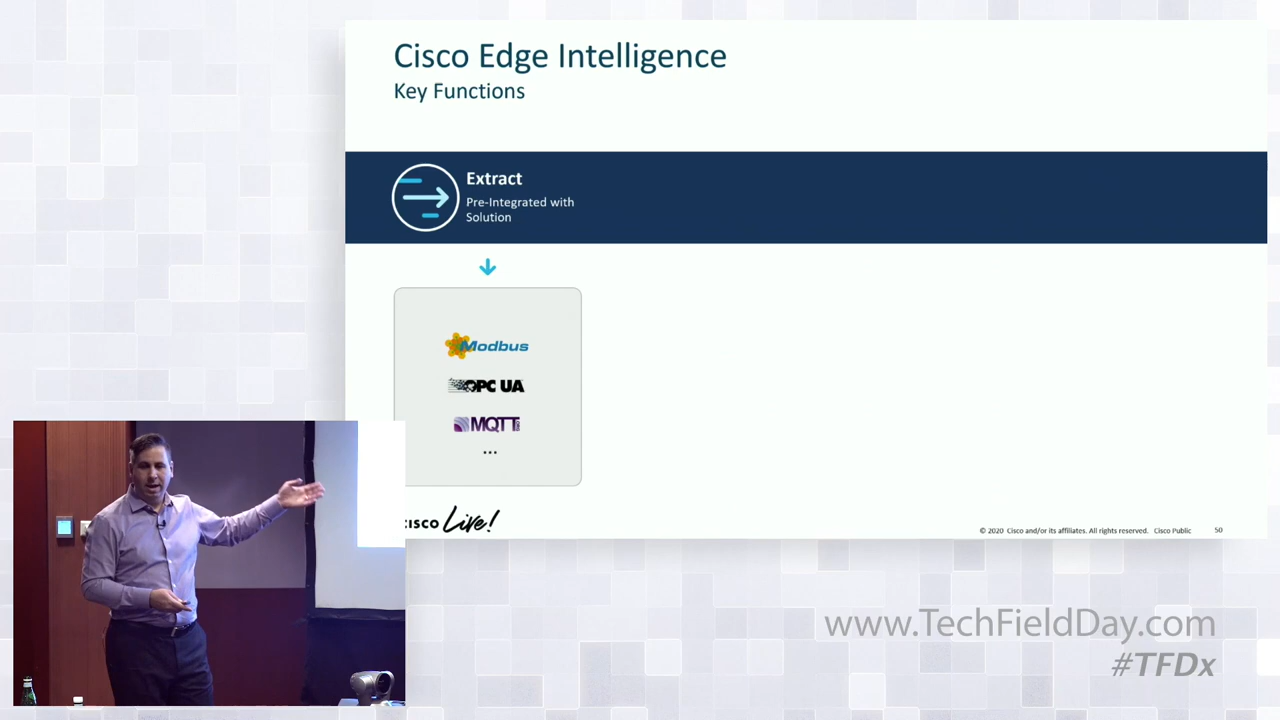 Cisco Edge Intelligence
Key Functions
Extract
Pre-Integrated with
Solution
Modbus
OPC UA
MQTT
...
cisco Live!
© 2020 Cisco and/or its affiliates. All rights reserved. Cisco Public 50
www.TechFieldDay.com
#TFDx